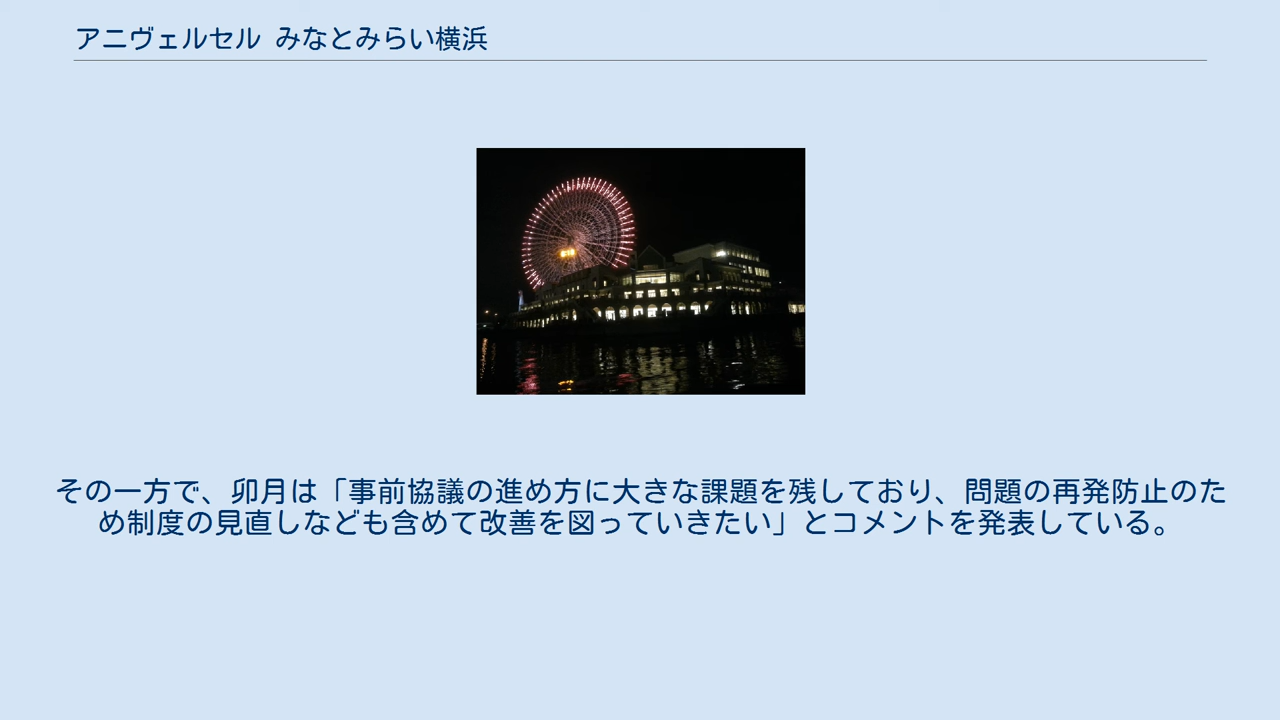 アニヴェルセル みなとみらい横浜
その一方で、卯月は「事前協議の進め方に大きな課題を残しており、問題の再発防止のた
め制度の見直しなども含めて改善を図っていきたい」とコメントを発表している。